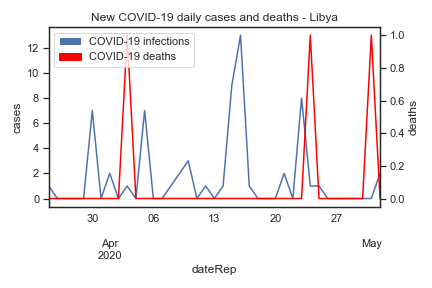 New COVID-19 daily cases and deaths - Libya
COVID-19 infections
COVID-19 deaths
12
10
8
6
4
2
0
cases
1.0
0.8
0.6
0.4
0.2
0.0
deaths
30 06 13 20 27
Apr May
2020
dateRep